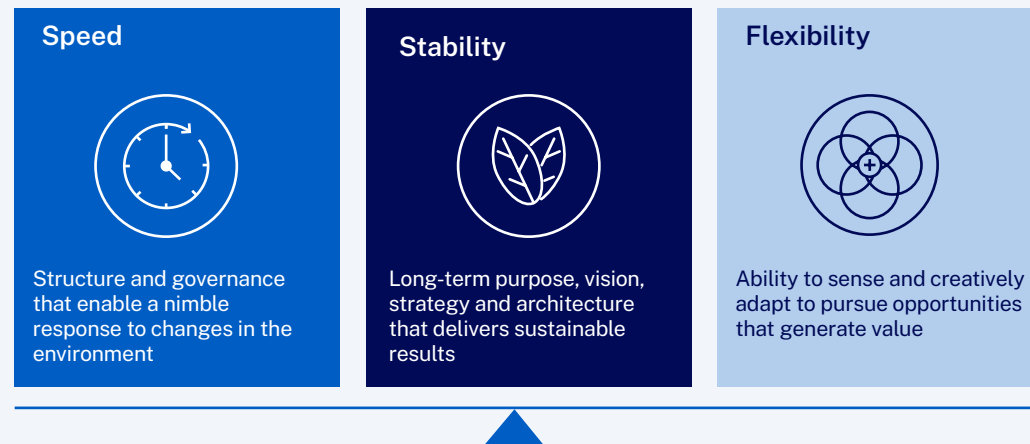 Speed
Structure and governance
that enable a nimble
response to changes in the
environment
Stability
Long-term purpose, vision,
strategy and architecture
that delivers sustainable
results
Flexibility
Ability to sense and creatively
adapt to pursue opportunities
that generate value